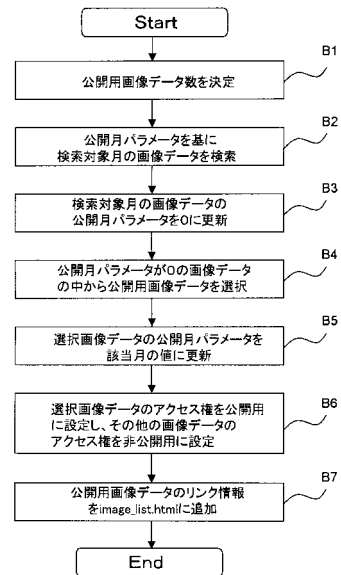 Start
B1
公開用画像データ数を決定
B2
公開月パラメータを基に
検索対象月の画像データを検索
B3
検索対象月の画像データの
公開月パラメータを0に更新
B4
公開月パラメータが0の画像データ
の中から公開用画像データを選択
B5
選択画像データの公開月パラメータを
該当月の値に更新
B6
選択画像データのアクセス権を公開用
に設定し、その他の画像データの
アクセス権を非公開用に設定
B7
公開用画像データのリンク情報
をimage_list.htmlに追加
End